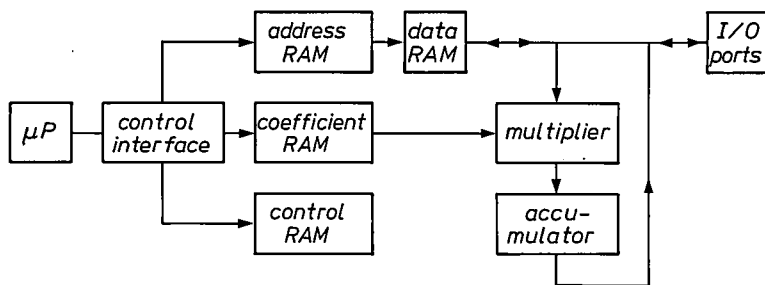 address
RAM
data
RAM
I/O
ports
μP
control
interface
coefficient
RAM
multiplier
control
RAM
accu-
mulator